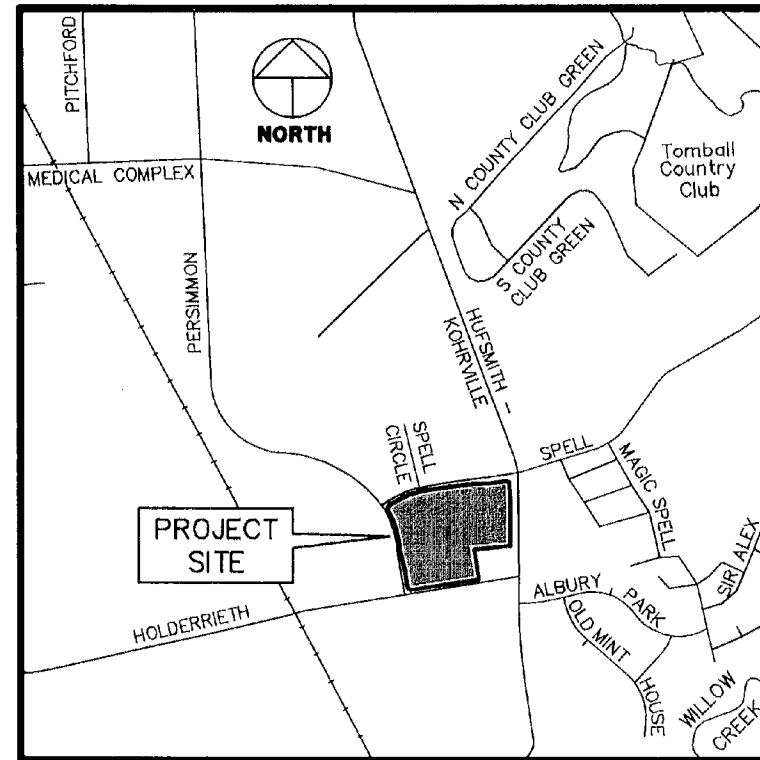 PITCHFORD
NORTH
N COUNTY CLUB GREEN
Tomball
Country
Club
MEDICAL COMPLEX
S COUNTY
CLUB GREEN
PERSIMMON
HUFSMITH -
KOHRVILLE
SPELL
CIRCLE
SPELL
MAGIC SPELL
PROJECT
SITE
SIR ALEX
ALBURY PARK
OLD MINT
HOUSE
HOLDERRIETH
WILLOW
CREEK